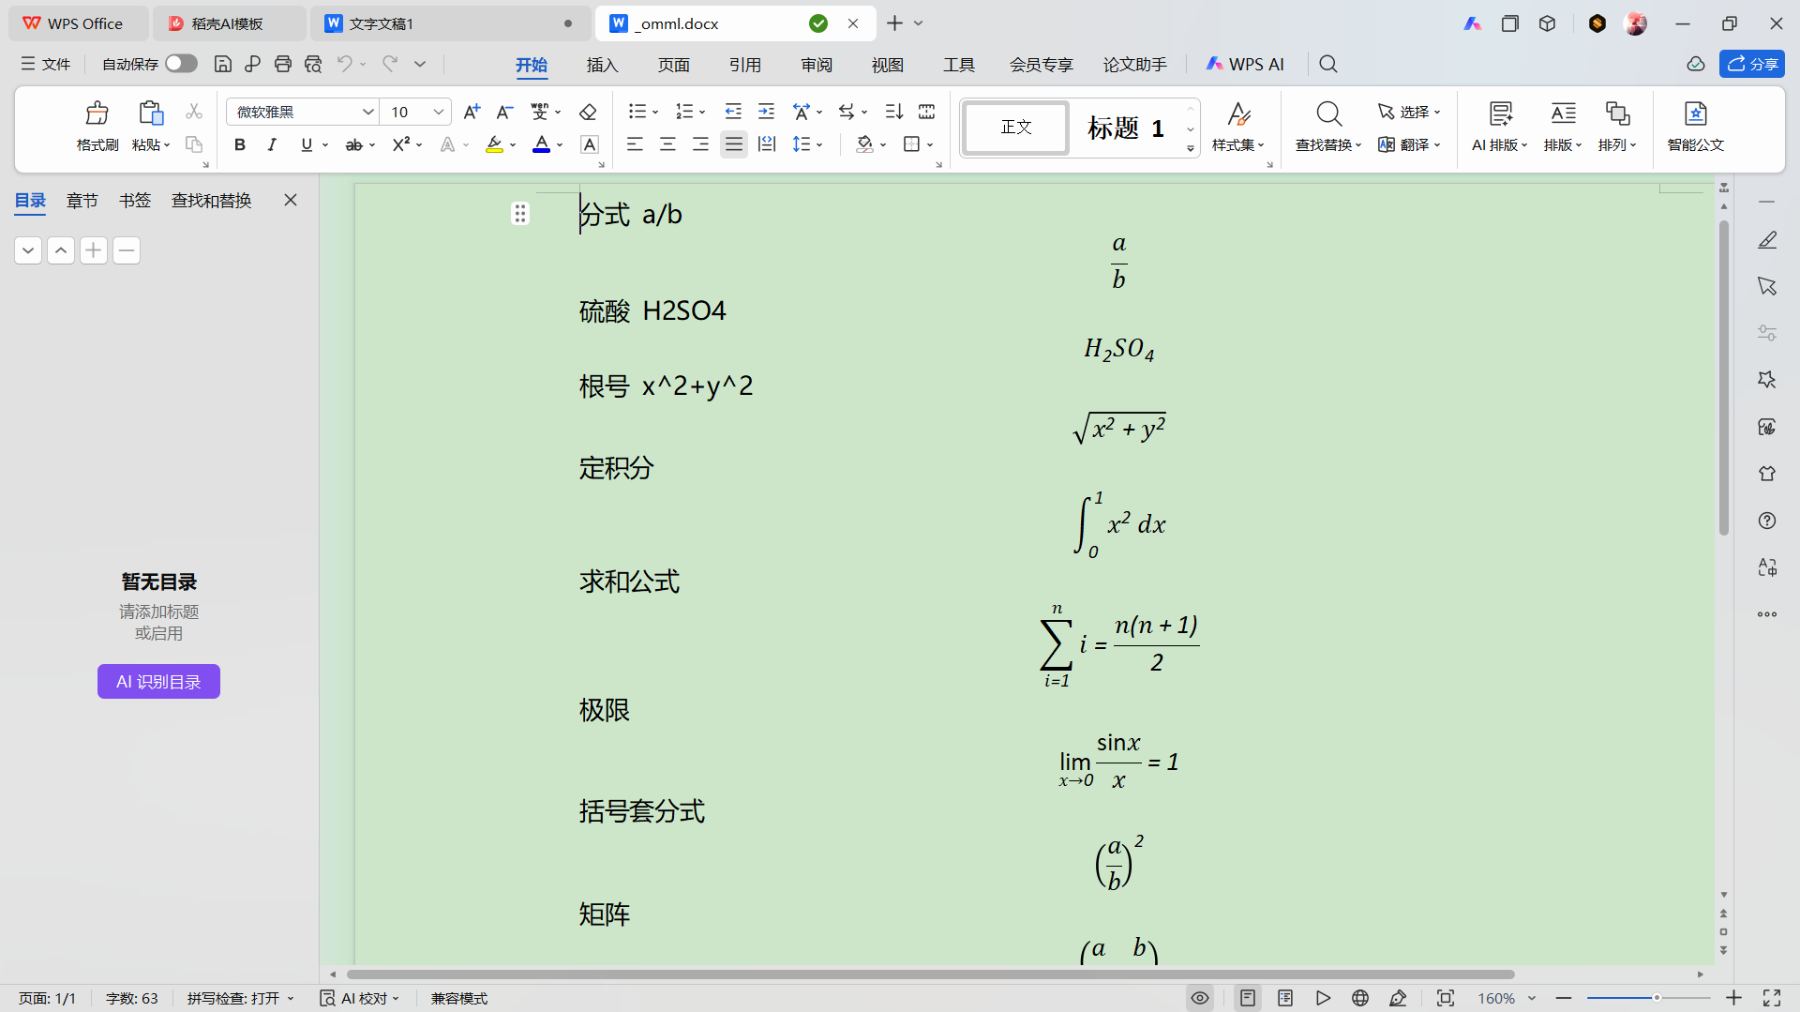 WPS Office
稻壳AI模板
文字文稿1
_omml.docx
文件
自动保存
开始
插入
页面
引用
审阅
视图
工具
会员专享
论文助手
WPS AI
分享
格式刷
粘贴
微软雅黑
10
正文
标题 1
样式集
查找替换
选择
翻译
AI 排版
排版
排列
智能公文
目录
章节
书签
查找和替换
暂无目录
请添加标题
或启用
AI 识别目录
分式 a/b
a
b
硫酸 H2SO4
H₂SO₄
根号 x^2+y^2
√x² + y²
定积分
∫₀¹ x² dx
求和公式
n
∑ i = n(n + 1)
2
i=1
极限
lim sinx
x = 1
x→0
括号套分式
(a
b)²
矩阵
(a b)
页面: 1/1
字数: 63
拼写检查: 打开
AI 校对
兼容模式
160%